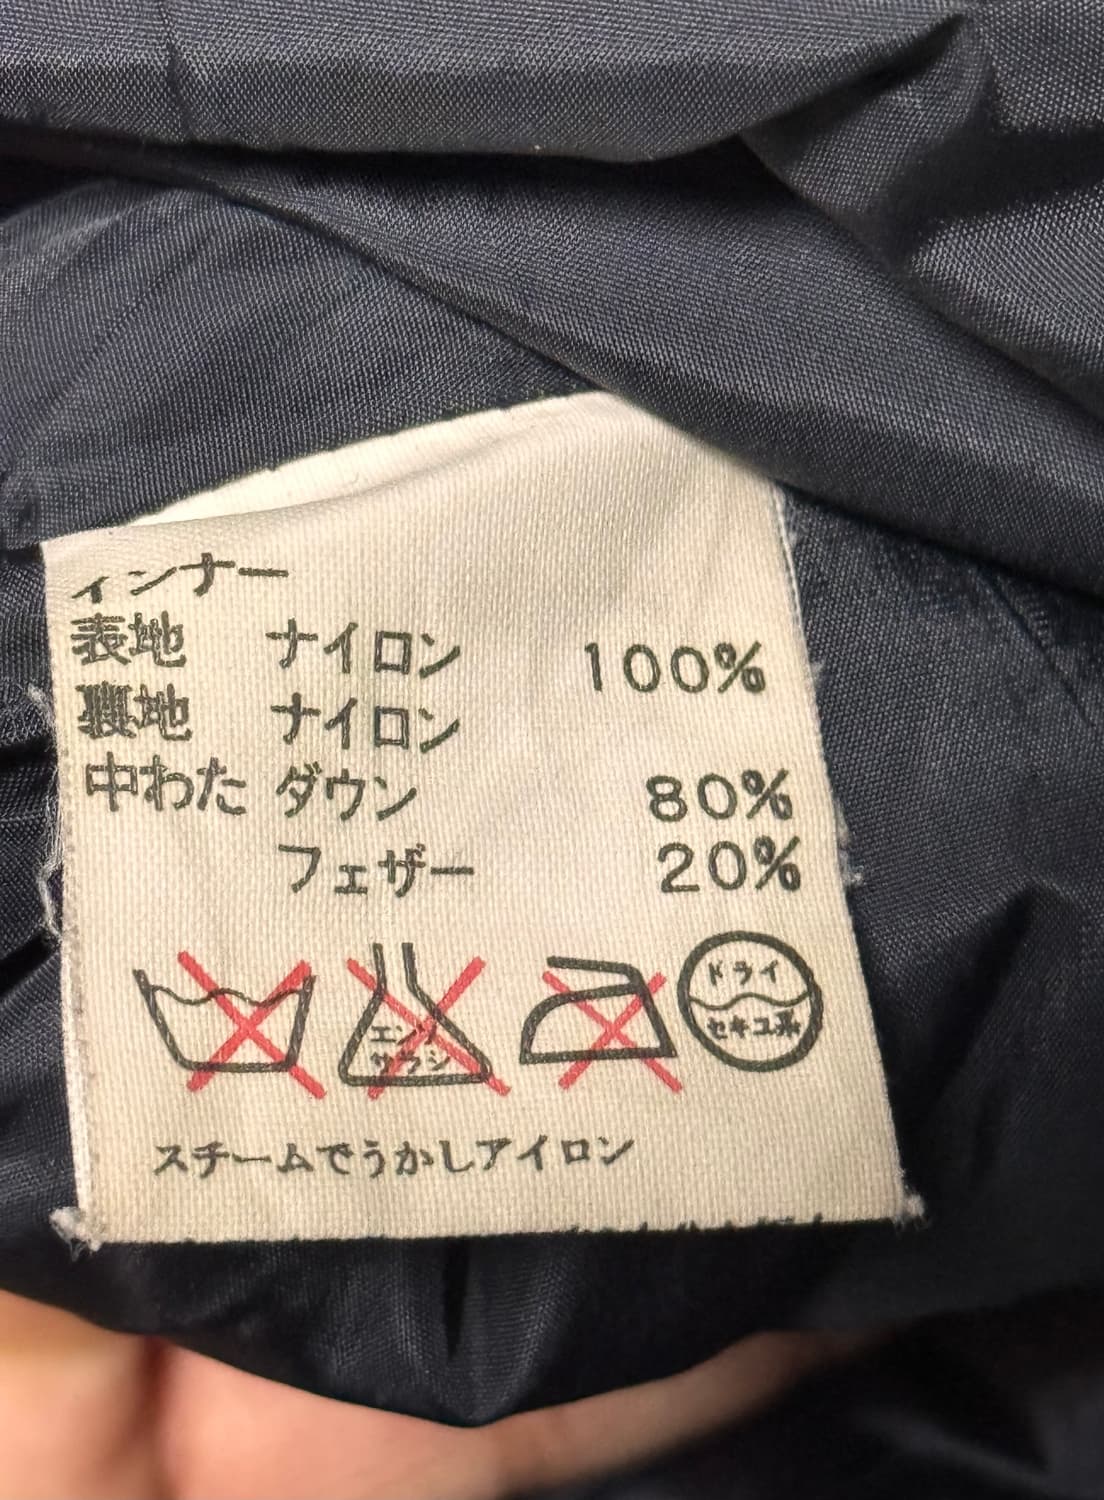 インナー
表地 ナイロン 100%
裏地 ナイロン
中わた ダウン 80%
フェザー 20%
エンソ
サラシ
ドライ
セキユ系
スチームでうかしアイロン